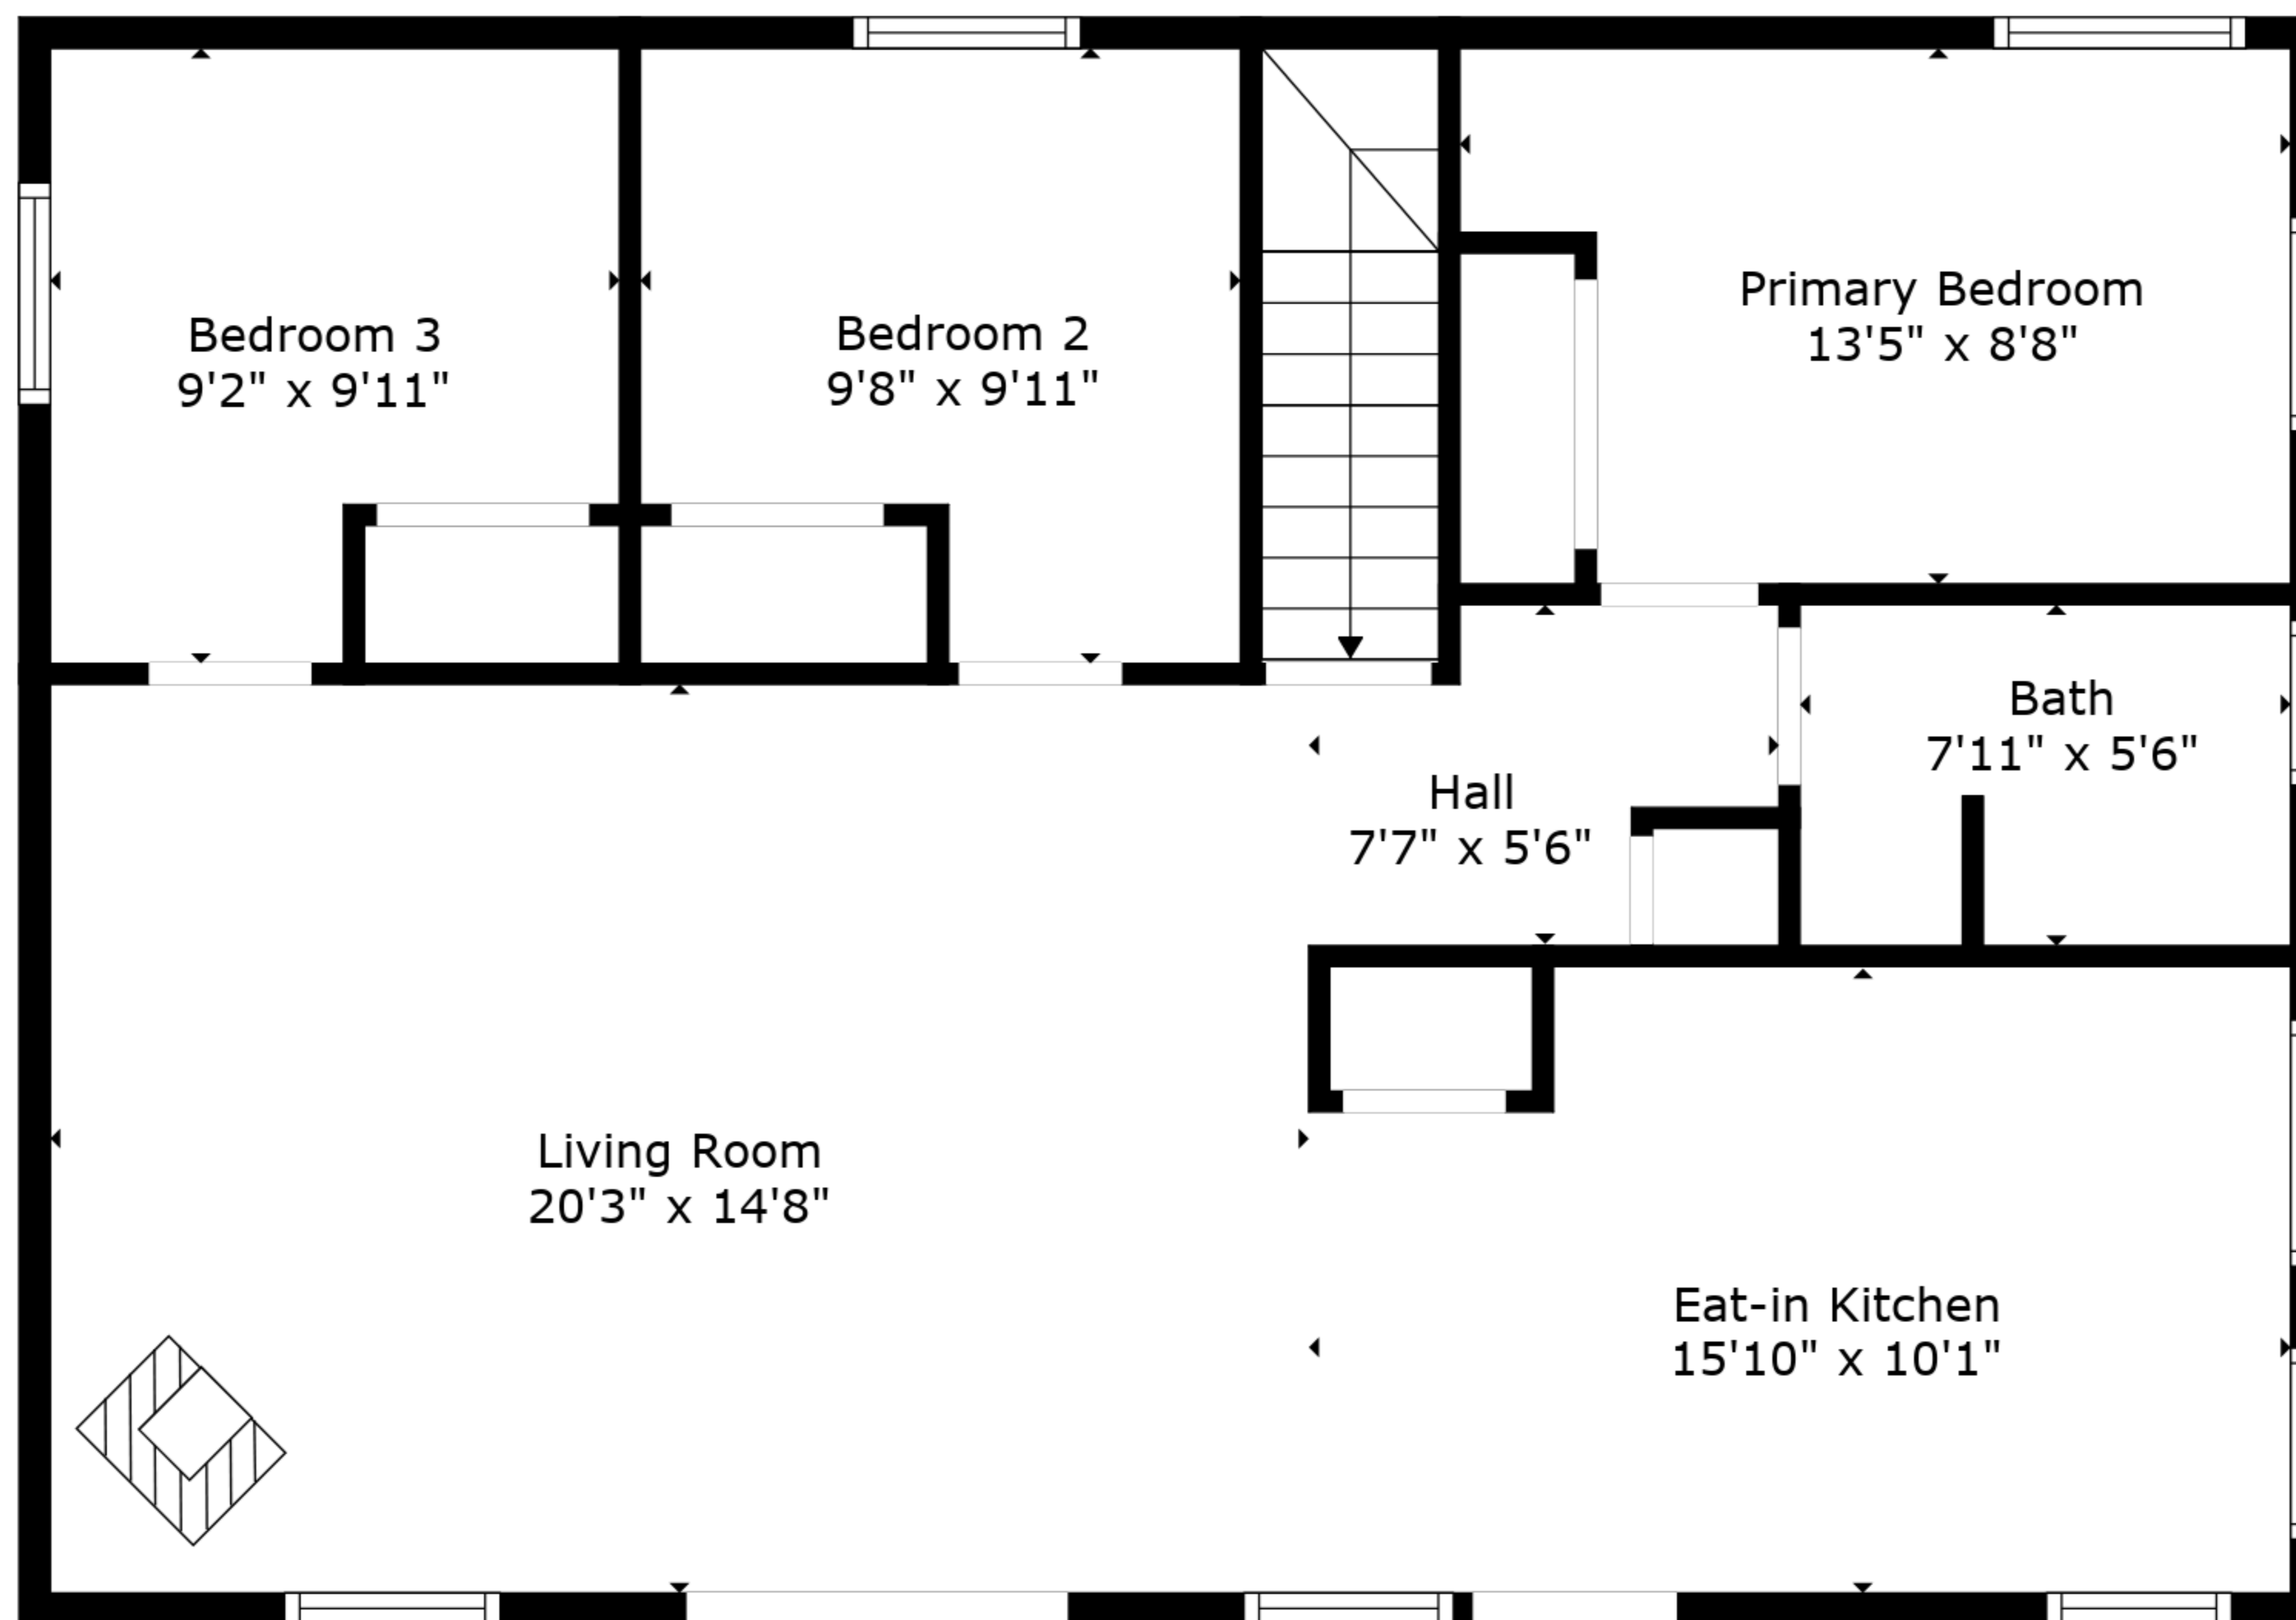 Primary Bedroom
13'5" x 8'8"
Bedroom 3
9'2" x 9'11"
Bedroom 2
9'8" x 9'11"
Bath
7'11" x 5'6"
Hall
7'7" x 5'6"
Living Room
20'3" x 14'8"
Eat-in Kitchen
15'10" x 10'1"